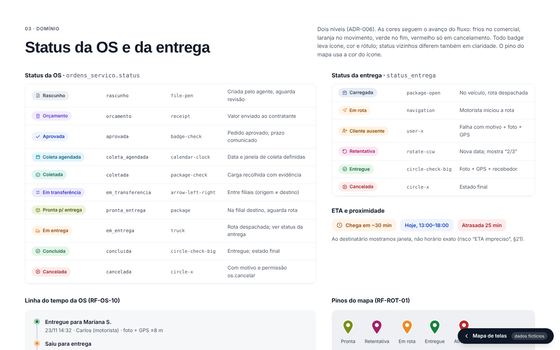 03 · DOMÍNIO
Status da OS e da entrega
Dois níveis (ADR-006). As cores seguem o avanço do fluxo: frios no comercial,
laranja no movimento, verde no fim, vermelho só em cancelamento. Todo badge
leva ícone, cor e rótulo; status vizinhos diferem também em claridade. O pino do
mapa usa a cor do ícone.
Status da OS · ordens_servico.status
Rascunho rascunho file-pen Criada pelo agente, aguarda
revisão
Orçamento orcamento receipt Valor enviado ao contratante
Aprovada aprovada badge-check Pedido aprovado, prazo
comunicado
Coleta agendada coleta_agendada calendar-clock Data e janela de coleta definidas
Coletada coletada package-check Carga recolhida com evidência
Em transferência em_transferencia arrow-left-right Entre filiais (origem ≠ destino)
Pronta p/ entrega pronta_entrega package Na filial destino, aguarda rota
Em entrega em_entrega truck Rota despachada; ver status da
entrega
Concluída concluida circle-check-big Entregue; estado final
Cancelada cancelada circle-x Com motivo e permissão
os.cancelar
Status da entrega · status_entrega
Carregada package-open No veículo, rota despachada
Em rota navigation Motorista iniciou a rota
Cliente ausente user-x Falha com motivo + foto +
GPS
Retentativa rotate-ccw Nova data; mostra "2/3"
Entregue circle-check-big Foto + GPS + recebedor
Cancelada circle-x Estado final
ETA e proximidade
Chega em ~30 min Hoje, 13:00–18:00 Atrasada 25 min
Ao destinatário mostramos janela, não horário exato (risco "ETA impreciso", §21).
Linha do tempo da OS (RF-OS-10)
Entregue para Mariana S.
23/11 14:32 · Carlos (motorista) · foto + GPS ±8 m
Saiu para entrega
Pinos do mapa (RF-ROT-01)
Pronta Retentativa Em rota Entregue
Mapa de telas dados fictícios